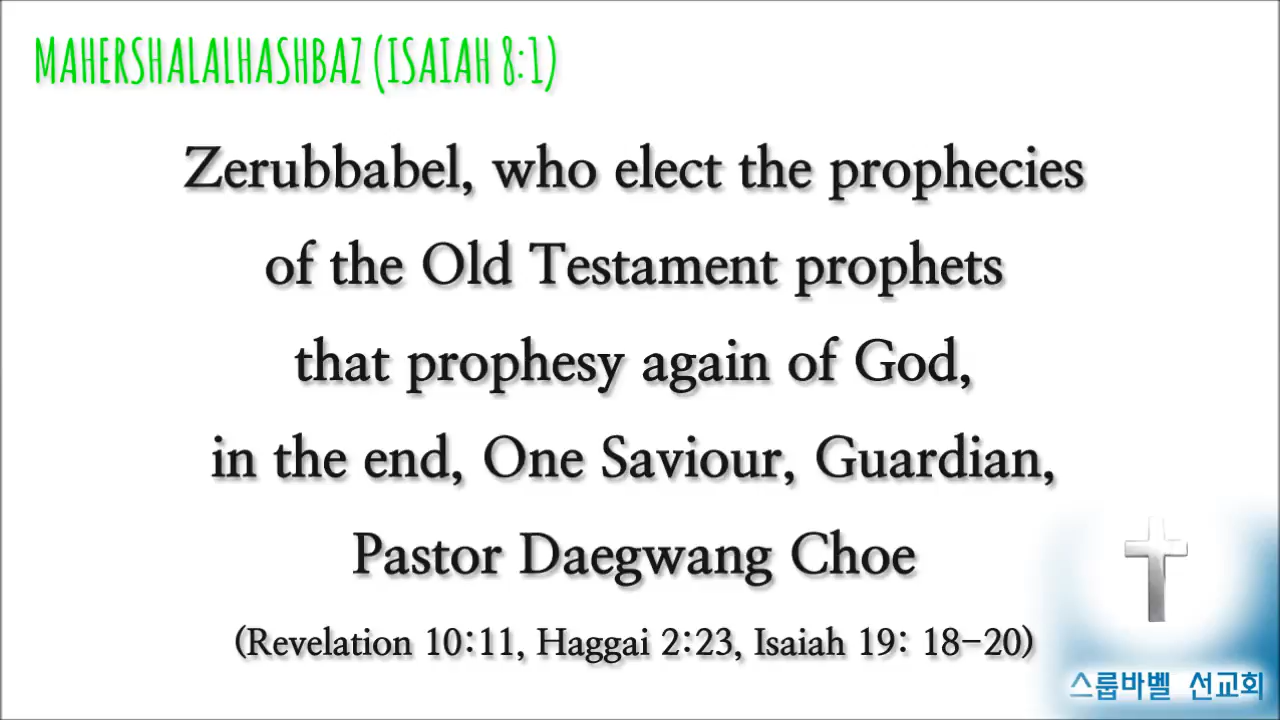 MAHERSHALALHASHBAZ (ISAIAH 8:1)
Zerubbabel, who elect the prophecies
of the Old Testament prophets
that prophesy again of God,
in the end, One Saviour, Guardian,
Pastor Daegwang Choe
(Revelation 10:11, Haggai 2:23, Isaiah 19: 18-20)
스룹바벨 선교회